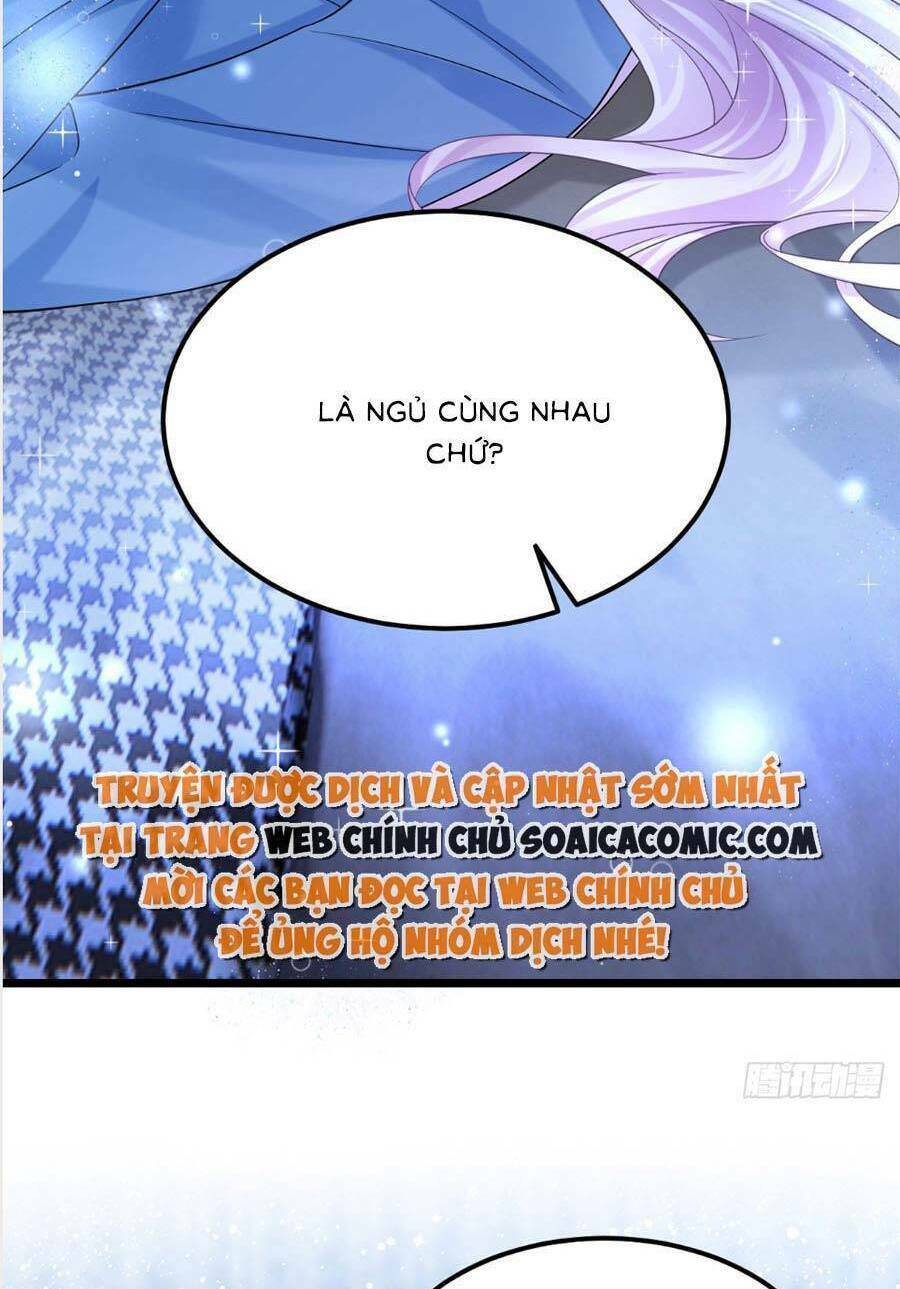 LÀ NGỦ CÙNG NHAU
CHỨ?
TRUYỆN ĐƯỢC DỊCH VÀ CẬP NHẬT SỚM NHẤT
TẠI TRANG WEB CHÍNH CHỦ SOAICACOMIC.COM
MỜI CÁC BẠN ĐỌC TẠI WEB CHÍNH CHỦ
ĐỂ ỦNG HỘ NHÓM DỊCH NHÉ!
腾讯动漫